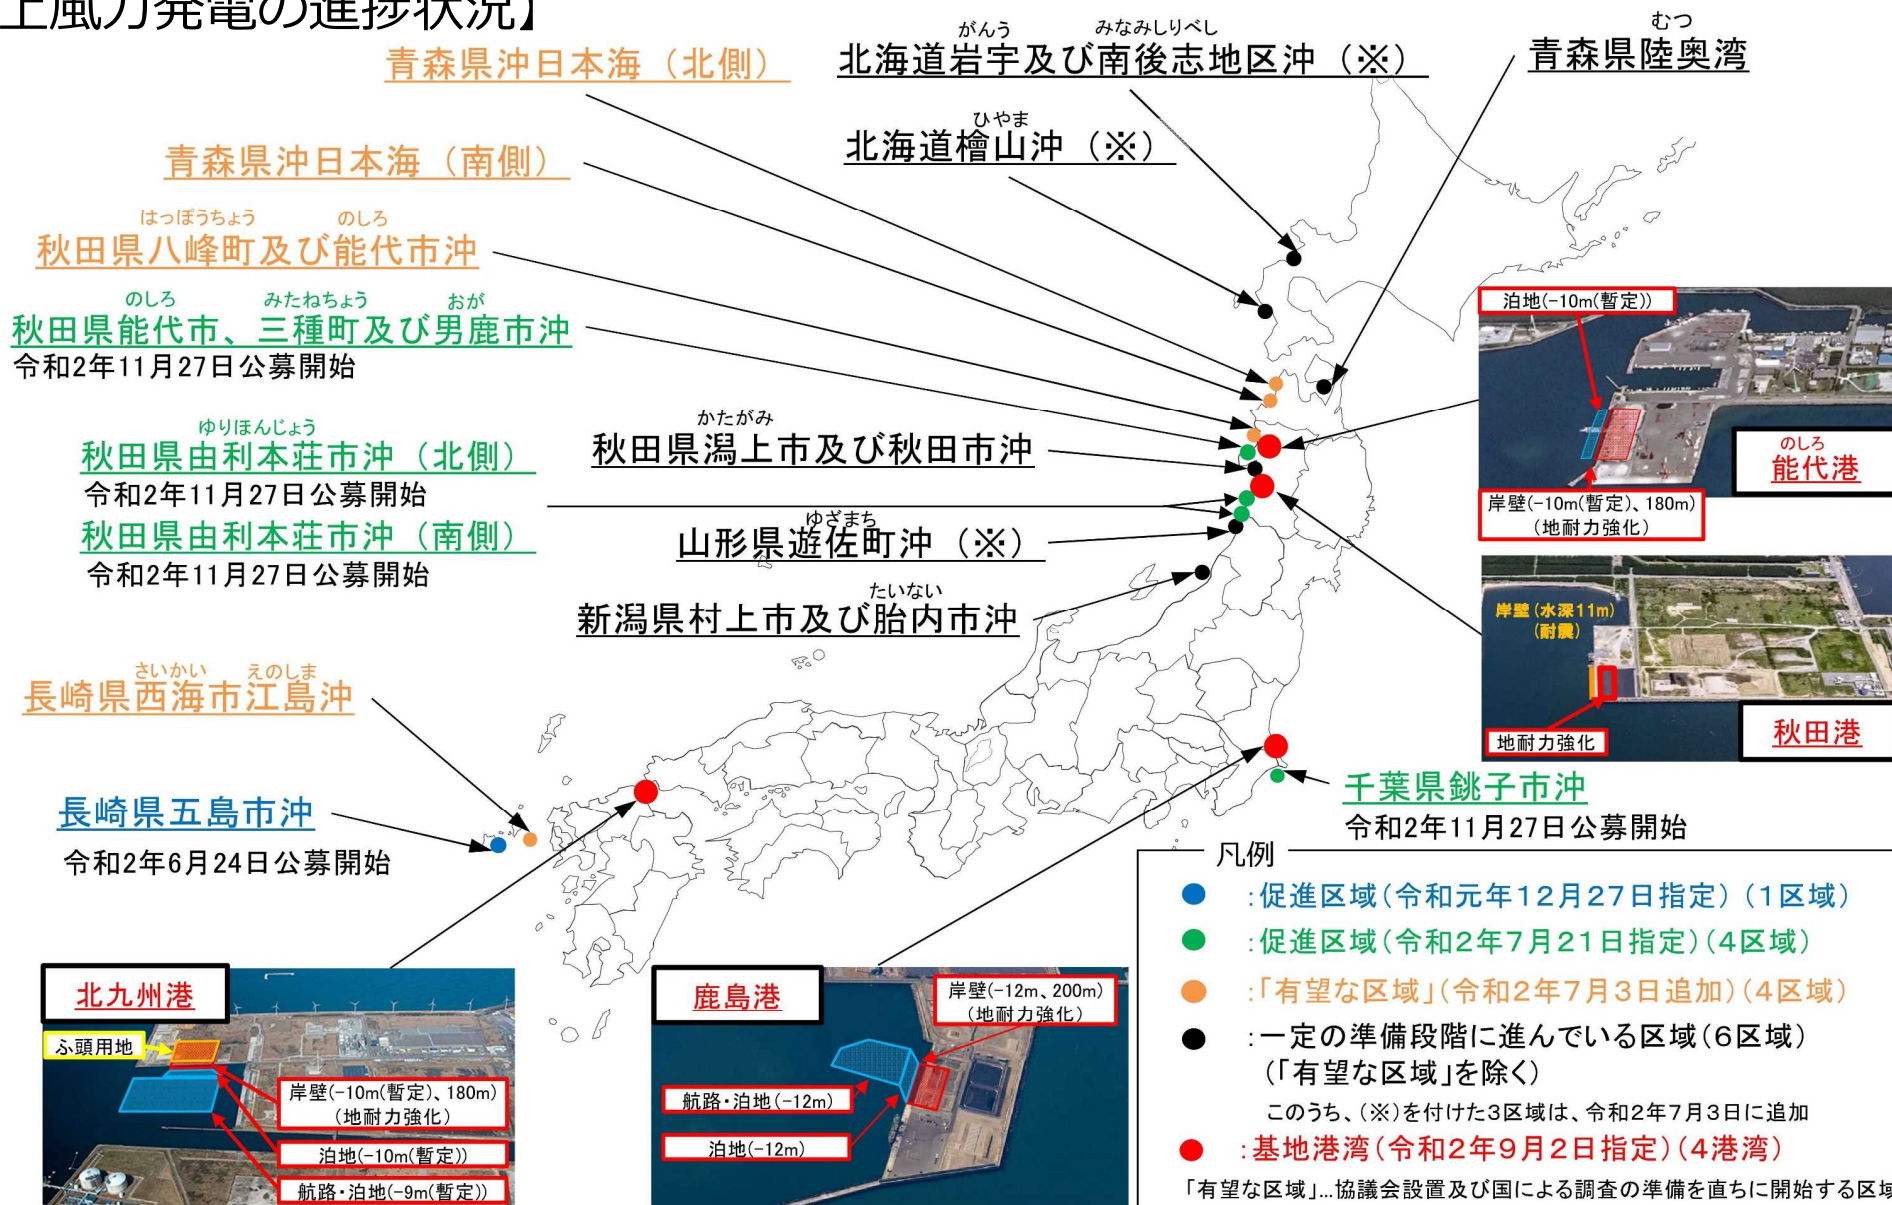 上風力発電の進捗状況】
青森県沖日本海（北側）
がんう みなみしりべし
北海道岩宇及び南後志地区沖（※）
むつ
青森県陸奥湾
ひやま
北海道檜山沖（※）
青森県沖日本海（南側）
はっぽうちょう のしろ
秋田県八峰町及び能代市沖
のしろ みたねちょう おが
秋田県能代市、三種町及び男鹿市沖
令和2年11月27日公募開始
ゆりほんじょう
秋田県由利本荘市沖（北側）
令和2年11月27日公募開始
秋田県由利本荘市沖（南側）
令和2年11月27日公募開始
かたがみ
秋田県潟上市及び秋田市沖
ゆざまち
山形県遊佐町沖（※）
たいない
新潟県村上市及び胎内市沖
泊地(-10m(暫定))
のしろ
能代港
岸壁(-10m(暫定)、180m)
(地耐力強化)
岸壁(水深11m)
(耐震)
秋田港
地耐力強化
さいかい えのしま
長崎県西海市江島沖
長崎県五島市沖
令和2年6月24日公募開始
千葉県銚子市沖
令和2年11月27日公募開始
北九州港
ふ頭用地
岸壁(-10m(暫定)、180m)
(地耐力強化)
泊地(-10m(暫定))
航路・泊地(-9m(暫定))
鹿島港
岸壁(-12m、200m)
(地耐力強化)
航路・泊地(-12m)
泊地(-12m)
凡例
：促進区域（令和元年12月27日指定）（1区域）
：促進区域（令和2年7月21日指定）（4区域）
：「有望な区域」（令和2年7月3日追加）（4区域）
：一定の準備段階に進んでいる区域（6区域）
（「有望な区域」を除く）
このうち、（※）を付けた3区域は、令和2年7月3日に追加
：基地港湾（令和2年9月2日指定）（4港湾）
「有望な区域」…協議会設置及び国による調査の準備を直ちに開始する区域